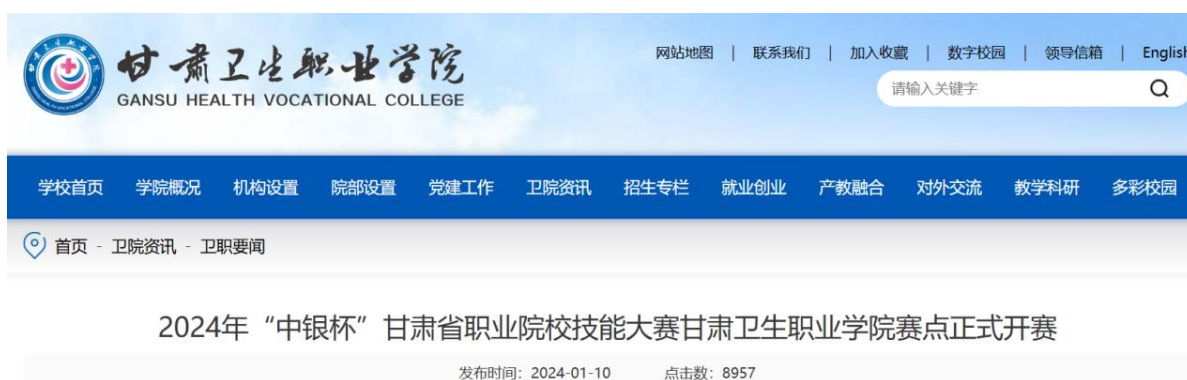 网站地图 | 联系我们 | 加入收藏 | 数字校园 | 领导信箱 | English
甘肃卫生职业学院
GANSU HEALTH VOCATIONAL COLLEGE
请输入关键字
学校首页 学院概况 机构设置 院部设置 党建工作 卫院资讯 招生专栏 就业创业 产教融合 对外交流 教学科研 多彩校园
首页 - 卫院资讯 - 卫职要闻
2024年“中银杯”甘肃省职业院校技能大赛甘肃卫生职业学院赛点正式开赛
发布时间：2024-01-10 点击数：8957